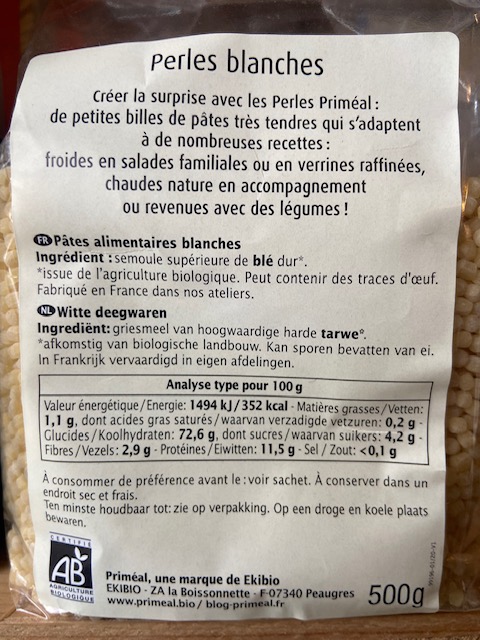 Perles blanches
Créer la surprise avec les Perles Priméal :
de petites billes de pâtes très tendres qui s'adaptent
à de nombreuses recettes :
froides en salades familiales ou en verrines raffinées,
chaudes nature en accompagnement
ou revenues avec des légumes !
FR Pâtes alimentaires blanches
Ingrédient : semoule supérieure de blé dur*.
*issue de l'agriculture biologique. Peut contenir des traces d'œuf.
Fabriqué en France dans nos ateliers.
NL Witte deegwaren
Ingrediënt: griesmeel van hoogwaardige harde tarwe*.
*afkomstig van biologische landbouw. Kan sporen bevatten van ei.
In Frankrijk vervaardigd in eigen afdelingen.
Analyse type pour 100 g
Valeur énergétique / Energie: 1494 kJ / 352 kcal - Matières grasses / Vetten:
1,1 g, dont acides gras saturés / waarvan verzadigde vetzuren: 0,2 g -
Glucides / Koolhydraten: 72,6 g, dont sucres / waarvan suikers: 4,2 g -
Fibres / Vezels: 2,9 g - Protéines / Eiwitten: 11,5 g - Sel / Zout: <0,1 g
À consommer de préférence avant le : voir sachet. À conserver dans un
endroit sec et frais.
Ten minste houdbaar tot: zie op verpakking. Op een droge en koele plaats
bewaren.
CERTIFIÉ
AB
AGRICULTURE
BIOLOGIQUE
Priméal, une marque de Ekibio
EKIBIO - ZA la Boissonnette - F-07340 Peaugres
www.primeal.bio / blog-primeal.fr
500g